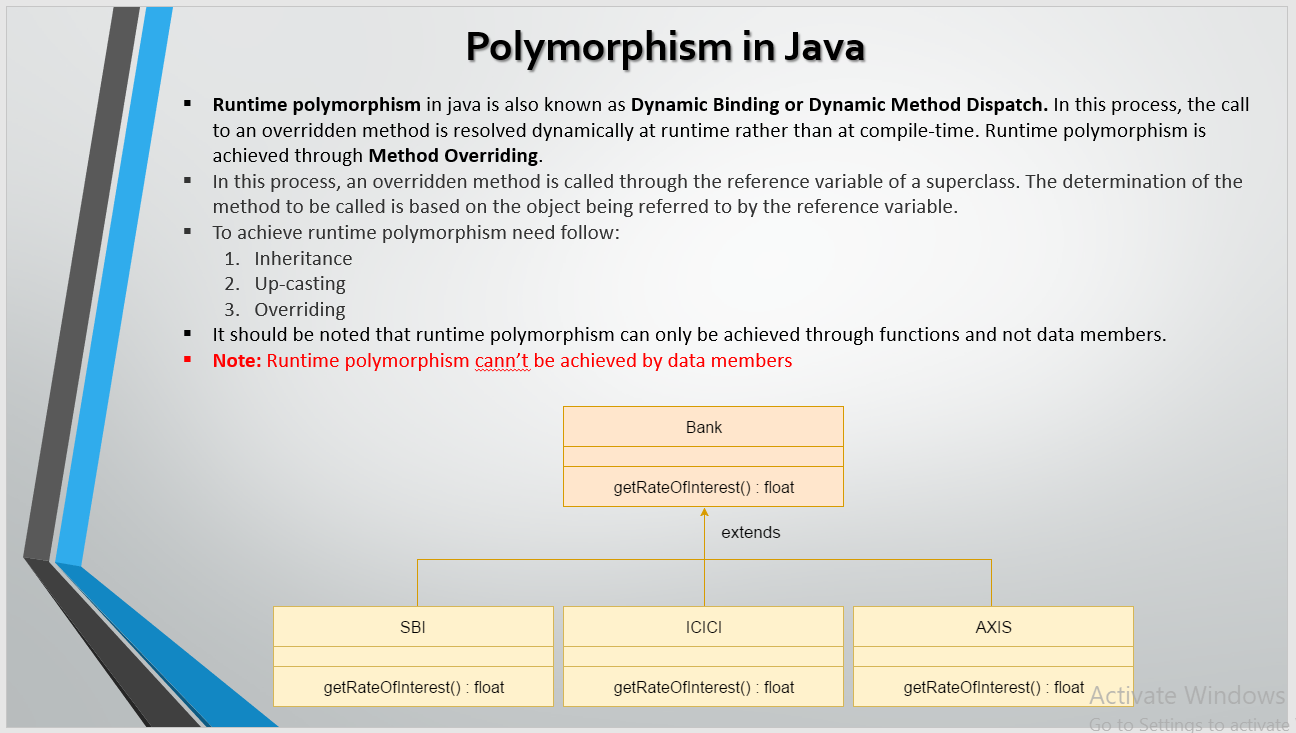 Polymorphism in Java
▪ Runtime polymorphism in java is also known as Dynamic Binding or Dynamic Method Dispatch. In this process, the call
to an overridden method is resolved dynamically at runtime rather than at compile-time. Runtime polymorphism is
achieved through Method Overriding.
▪ In this process, an overridden method is called through the reference variable of a superclass. The determination of the
method to be called is based on the object being referred to by the reference variable.
▪ To achieve runtime polymorphism need follow:
1. Inheritance
2. Up-casting
3. Overriding
▪ It should be noted that runtime polymorphism can only be achieved through functions and not data members.
▪ Note: Runtime polymorphism cann’t be achieved by data members
Bank
getRateOfInterest() : float
extends
SBI
getRateOfInterest() : float
ICICI
getRateOfInterest() : float
AXIS
getRateOfInterest() : float
Activate Windows
Go to Settings to activate